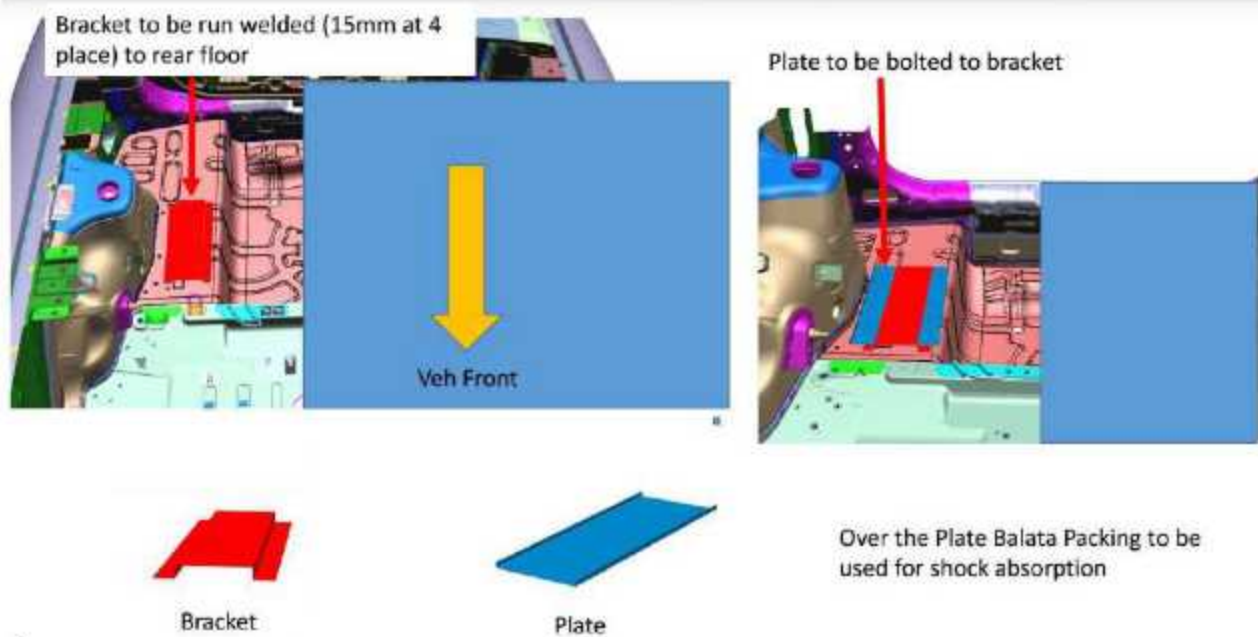 Bracket to be run welded (15mm at 4
place) to rear floor
Plate to be bolted to bracket
Veh Front
Over the Plate Balata Packing to be
used for shock absorption
Bracket
Plate